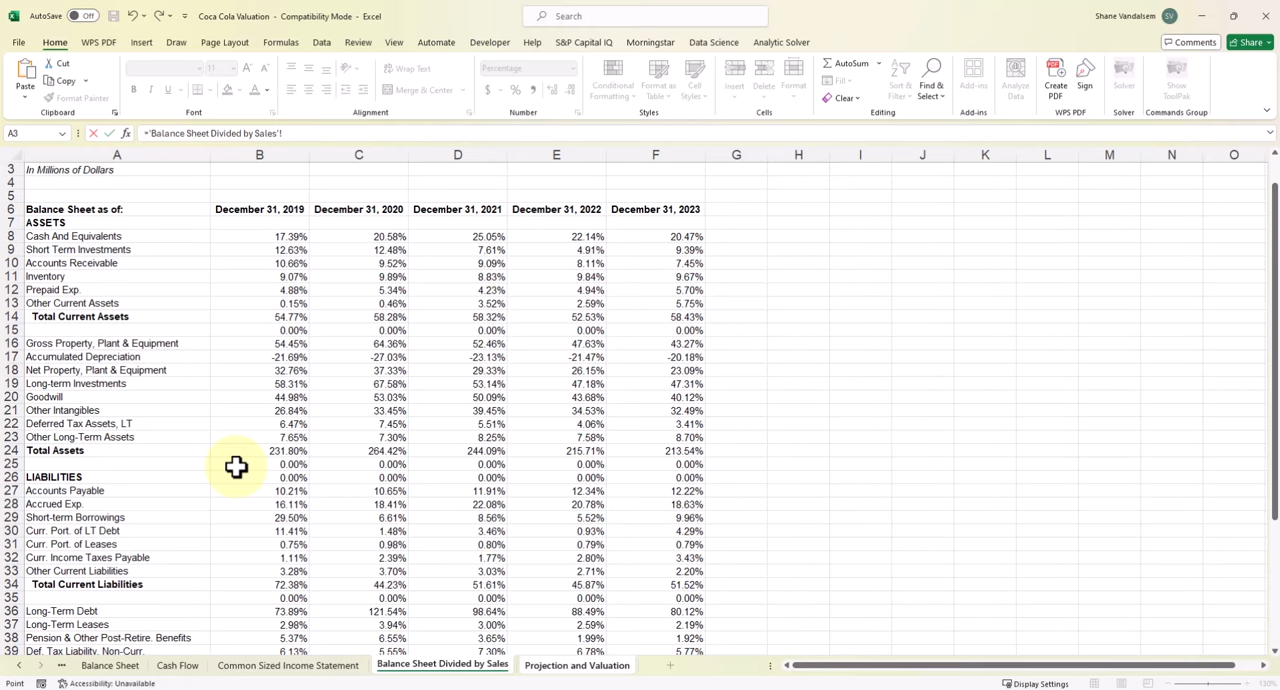 AutoSave Off Coca Cola Valuation - Compatibility Mode - Excel Search Shane Vandalsem SV
File Home WPS PDF Insert Draw Page Layout Formulas Data Review View Automate Developer Help S&P Capital IQ Morningstar Data Science Analytic Solver Comments Share
Paste Cut Copy Format Painter 11 Wrap Text Merge & Center Percentage Conditional Formatting Format as Table Cell Styles Insert Delete Format AutoSum Fill Clear Sort & Filter Find & Select Add-ins Analyze Data Create PDF Sign Solver Show ToolPak
Clipboard Font Alignment Number Styles Cells Editing Add-ins WPS PDF Solver Commands Group
A3 ='Balance Sheet Divided by Sales'!
A B C D E F G H I J K L M N O
3 In Millions of Dollars
4
5
6 Balance Sheet as of: December 31, 2019 December 31, 2020 December 31, 2021 December 31, 2022 December 31, 2023
7 ASSETS
8 Cash And Equivalents 17.39% 20.58% 25.05% 22.14% 20.47%
9 Short Term Investments 12.63% 12.48% 7.61% 4.91% 9.39%
10 Accounts Receivable 10.66% 9.52% 9.09% 8.11% 7.45%
11 Inventory 9.07% 9.89% 8.83% 9.84% 9.67%
12 Prepaid Exp. 4.88% 5.34% 4.23% 4.94% 5.70%
13 Other Current Assets 0.15% 0.46% 3.52% 2.59% 5.75%
14 Total Current Assets 54.77% 58.28% 58.32% 52.53% 58.43%
15 0.00% 0.00% 0.00% 0.00% 0.00%
16 Gross Property, Plant & Equipment 54.45% 64.36% 52.46% 47.63% 43.27%
17 Accumulated Depreciation -21.69% -27.03% -23.13% -21.47% -20.18%
18 Net Property, Plant & Equipment 32.76% 37.33% 29.33% 26.15% 23.09%
19 Long-term Investments 58.31% 67.58% 53.14% 47.18% 47.31%
20 Goodwill 44.98% 53.03% 50.09% 43.68% 40.12%
21 Other Intangibles 26.84% 33.45% 39.45% 34.53% 32.49%
22 Deferred Tax Assets, LT 6.47% 7.45% 5.51% 4.06% 3.41%
23 Other Long-Term Assets 7.65% 7.30% 8.25% 7.58% 8.70%
24 Total Assets 231.80% 264.42% 244.09% 215.71% 213.54%
25 0.00% 0.00% 0.00% 0.00% 0.00%
26 LIABILITIES 0.00% 0.00% 0.00% 0.00% 0.00%
27 Accounts Payable 10.21% 10.65% 11.91% 12.34% 12.22%
28 Accrued Exp. 16.11% 18.41% 22.08% 20.78% 18.63%
29 Short-term Borrowings 29.50% 6.61% 8.56% 5.52% 9.96%
30 Curr. Port. of LT Debt 11.41% 1.48% 3.46% 0.93% 4.29%
31 Curr. Port. of Leases 0.75% 0.98% 0.80% 0.79% 0.79%
32 Curr. Income Taxes Payable 1.11% 2.39% 1.77% 2.80% 3.43%
33 Other Current Liabilities 3.28% 3.70% 3.03% 2.71% 2.20%
34 Total Current Liabilities 72.38% 44.23% 51.61% 45.87% 51.52%
35 0.00% 0.00% 0.00% 0.00% 0.00%
36 Long-Term Debt 73.89% 121.54% 98.64% 88.49% 80.12%
37 Long-Term Leases 2.98% 3.94% 3.00% 2.59% 2.19%
38 Pension & Other Post-Retire. Benefits 5.37% 6.55% 3.65% 1.99% 1.92%
39 Def. Tax Liability, Non-Curr. 6.13% 5.55% 7.30% 6.78% 5.77%
Balance Sheet Cash Flow Common Sized Income Statement Balance Sheet Divided by Sales Projection and Valuation
Point Accessibility: Unavailable Display Settings 130%